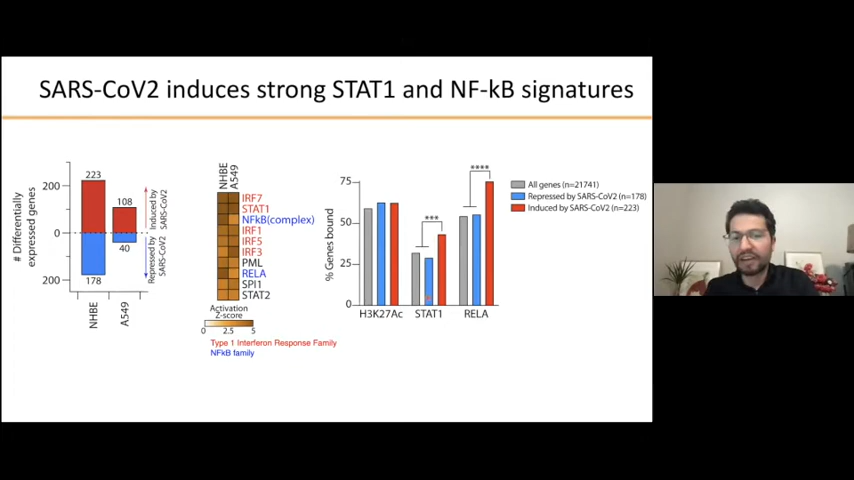 SARS-CoV2 induces strong STAT1 and NF-kB signatures
# Differentially
expressed genes
200
0
200
223
178
108
40
Induced by
SARS-CoV2
Repressed by
SARS-CoV2
NHBE
A549
NHBE
A549
IRF7
STAT1
NFkB(complex)
IRF1
IRF5
IRF3
PML
RELA
SPI1
STAT2
Activation
Z-score
0 2.5 5
Type 1 Interferon Response Family
NFkB family
% Genes bound
75
50
25
0
***
****
H3K27Ac
STAT1
RELA
All genes (n=21741)
Repressed by SARS-CoV2 (n=178)
Induced by SARS-CoV2 (n=223)